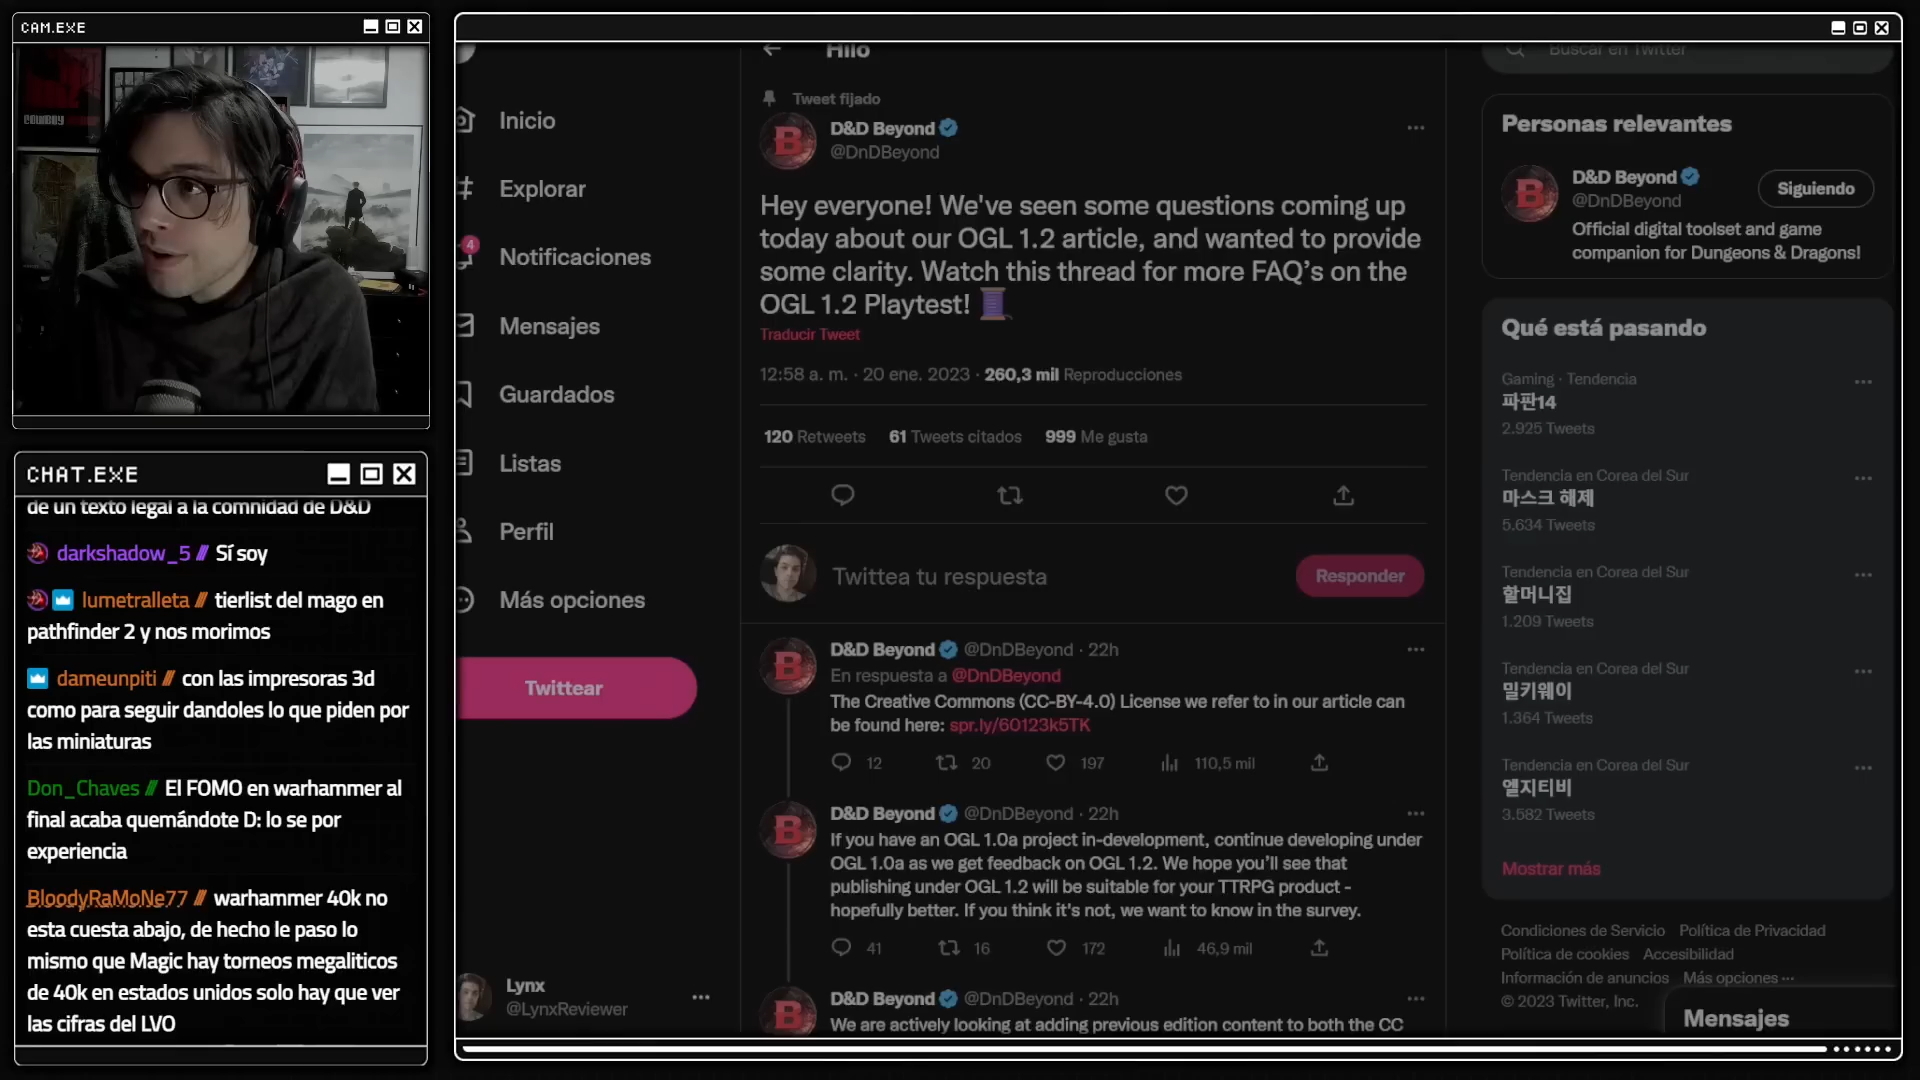 CAM.EXE
COWBOY
CHAT.EXE
de un texto legal a la comnidad de D&D
darkshadow_5 // Sí soy
lumetralleta // tierlist del mago en
pathfinder 2 y nos morimos
dameunpiti // con las impresoras 3d
como para seguir dandoles lo que piden por
las miniaturas
Don_Chaves // El FOMO en warhammer al
final acaba quemándote D: lo se por
experiencia
BloodyRaMoNe77 // warhammer 40k no
esta cuesta abajo, de hecho le paso lo
mismo que Magic hay torneos megaliticos
de 40k en estados unidos solo hay que ver
las cifras del LVO
Inicio
Explorar
4
Notificaciones
Mensajes
Guardados
Listas
Perfil
Más opciones
Twittear
Lynx
@LynxReviewer
Hilo
Tweet fijado
D&D Beyond
@DnDBeyond
Hey everyone! We've seen some questions coming up
today about our OGL 1.2 article, and wanted to provide
some clarity. Watch this thread for more FAQ's on the
OGL 1.2 Playtest!
Traducir Tweet
12:58 a. m. · 20 ene. 2023 · 260,3 mil Reproducciones
120 Retweets 61 Tweets citados 999 Me gusta
Twittea tu respuesta
Responder
D&D Beyond @DnDBeyond · 22h
En respuesta a @DnDBeyond
The Creative Commons (CC-BY-4.0) License we refer to in our article can
be found here: spr.ly/60123k5TK
12 20 197 110,5 mil
D&D Beyond @DnDBeyond · 22h
If you have an OGL 1.0a project in-development, continue developing under
OGL 1.0a as we get feedback on OGL 1.2. We hope you'll see that
publishing under OGL 1.2 will be suitable for your TTRPG product -
hopefully better. If you think it's not, we want to know in the survey.
41 16 172 46,9 mil
D&D Beyond @DnDBeyond · 22h
We are actively looking at adding previous edition content to both the CC
Buscar en Twitter
Personas relevantes
D&D Beyond
@DnDBeyond
Siguiendo
Official digital toolset and game
companion for Dungeons & Dragons!
Qué está pasando
Gaming · Tendencia
파판14
2.925 Tweets
Tendencia en Corea del Sur
마스크 해제
5.634 Tweets
Tendencia en Corea del Sur
할머니집
1.209 Tweets
Tendencia en Corea del Sur
밀키웨이
1.364 Tweets
Tendencia en Corea del Sur
엘지티비
3.582 Tweets
Mostrar más
Condiciones de Servicio Política de Privacidad
Política de cookies Accesibilidad
Información de anuncios Más opciones ···
© 2023 Twitter, Inc.
Mensajes